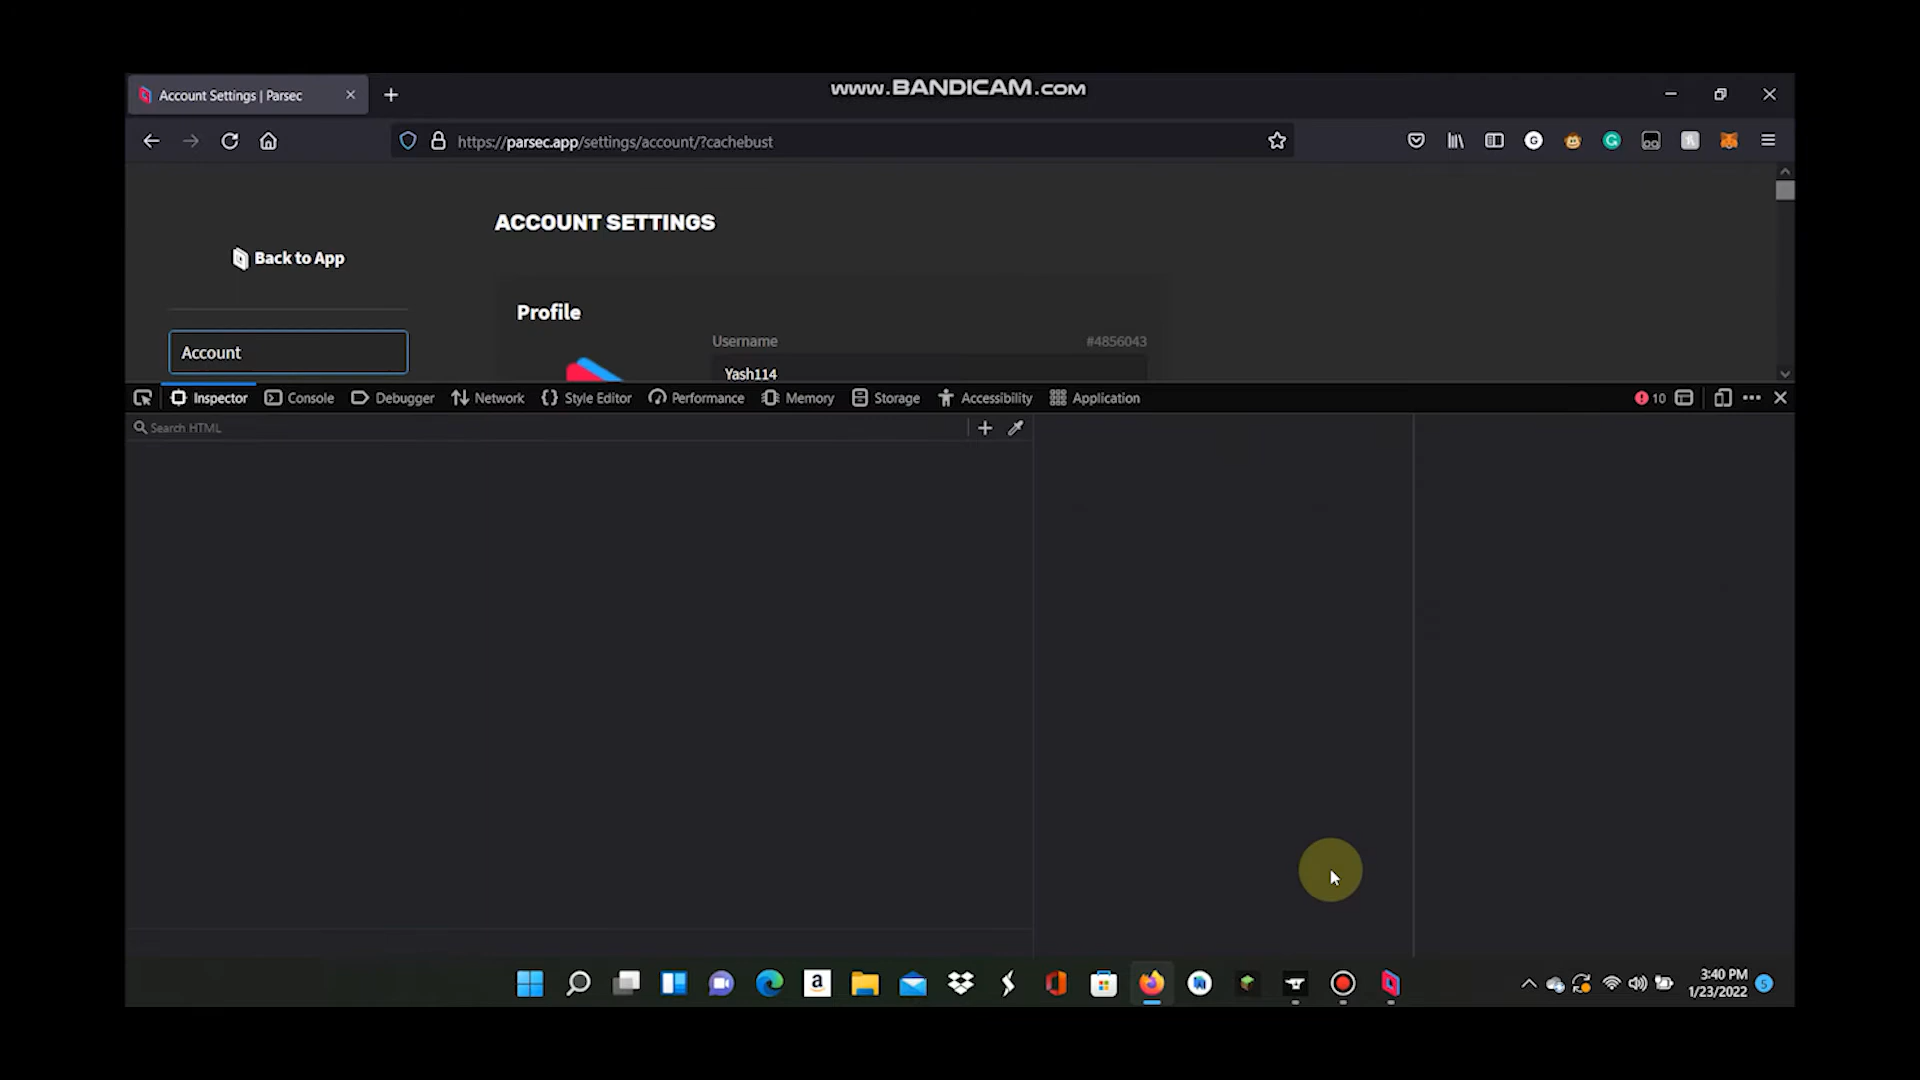 Account Settings | Parsec
www.BANDICAM.com
https://parsec.app/settings/account/?cachebust
ACCOUNT SETTINGS
Back to App
Profile
Username
#4856043
Account
Yash114
Inspector
Console
Debugger
Network
Style Editor
Performance
Memory
Storage
Accessibility
Application
10
Search HTML
3:40 PM
1/23/2022
5